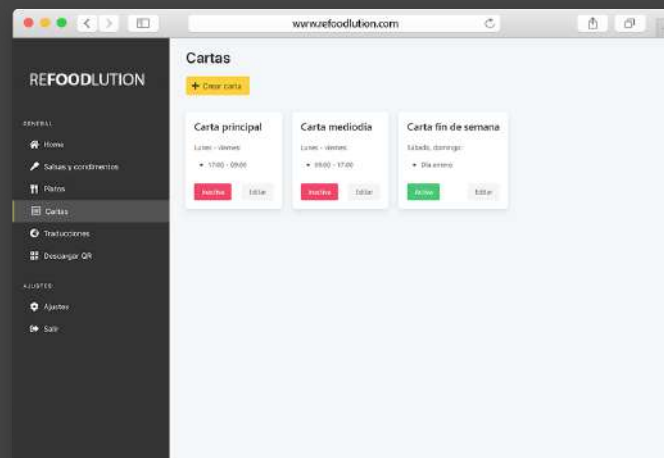 www.refoodlution.com
REFOODLUTION
GENERAL
Home
Salsas y condimentos
Platos
Cartas
Traducciones
Descargar QR
AJUSTES
Ajustes
Salir
Cartas
+ Crear carta
Carta principal
Lunes - viernes
17:00 - 09:00
Inactiva Editar
Carta mediodía
Lunes - viernes
09:00 - 17:00
Inactiva Editar
Carta fin de semana
Sábado, domingo
Día entero
Activa Editar